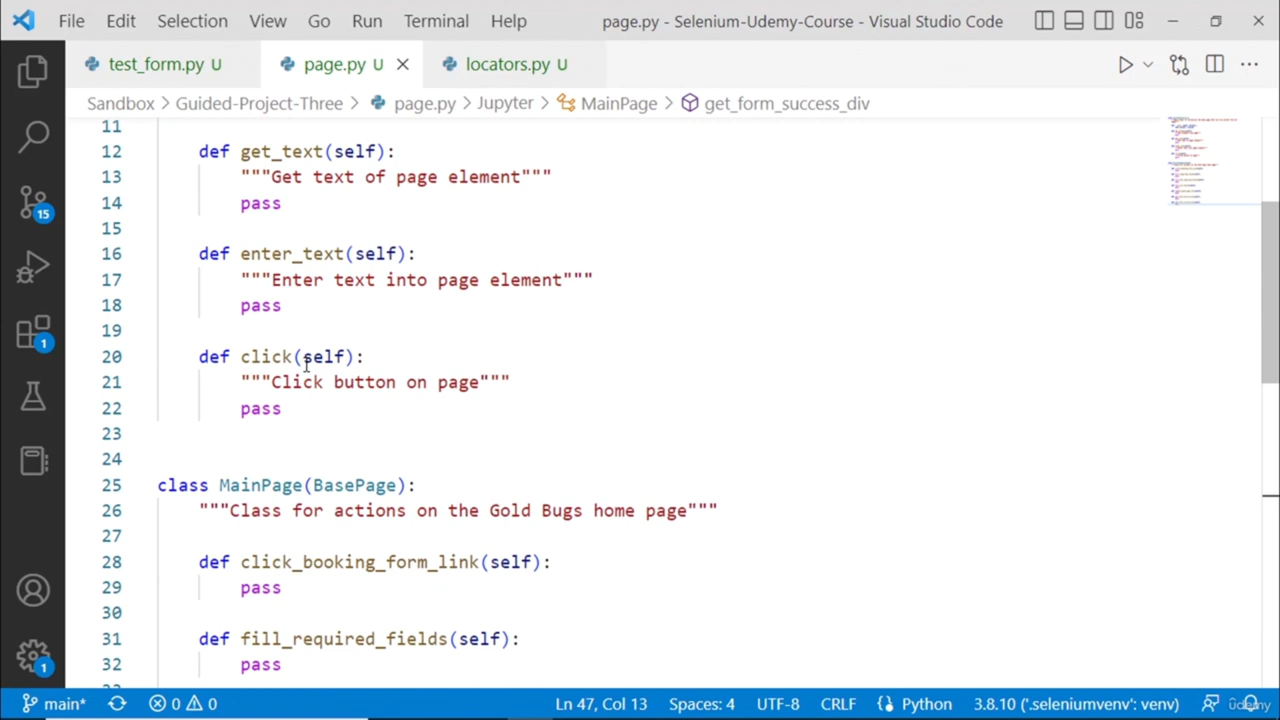 File Edit Selection View Go Run Terminal Help page.py - Selenium-Udemy-Course - Visual Studio Code
test_form.py U page.py U locators.py U
Sandbox > Guided-Project-Three > page.py > Jupyter > MainPage > get_form_success_div
11
12 def get_text(self):
13 """Get text of page element"""
14 pass
15
16 def enter_text(self):
17 """Enter text into page element"""
18 pass
19
20 def click(self):
21 """Click button on page"""
22 pass
23
24
25 class MainPage(BasePage):
26 """Class for actions on the Gold Bugs home page"""
27
28 def click_booking_form_link(self):
29 pass
30
31 def fill_required_fields(self):
32 pass
15
1
1
main* 0 0 Ln 47, Col 13 Spaces: 4 UTF-8 CRLF Python 3.8.10 ('.seleniumvenv': venv) ûdemy